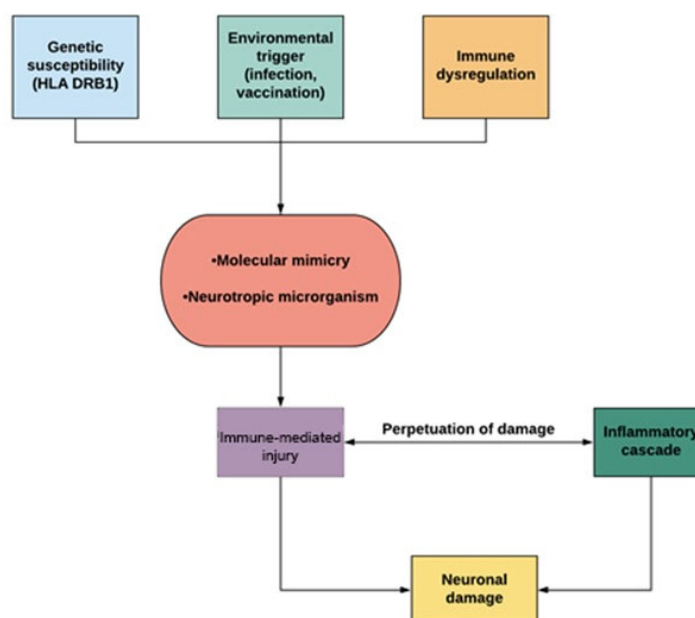 Genetic
susceptibility
(HLA DRB1)
Environmental
trigger
(infection,
vaccination)
Immune
dysregulation
•Molecular mimicry
•Neurotropic microrganism
Immune-mediated
injury
Perpetuation of damage
Inflammatory
cascade
Neuronal
damage